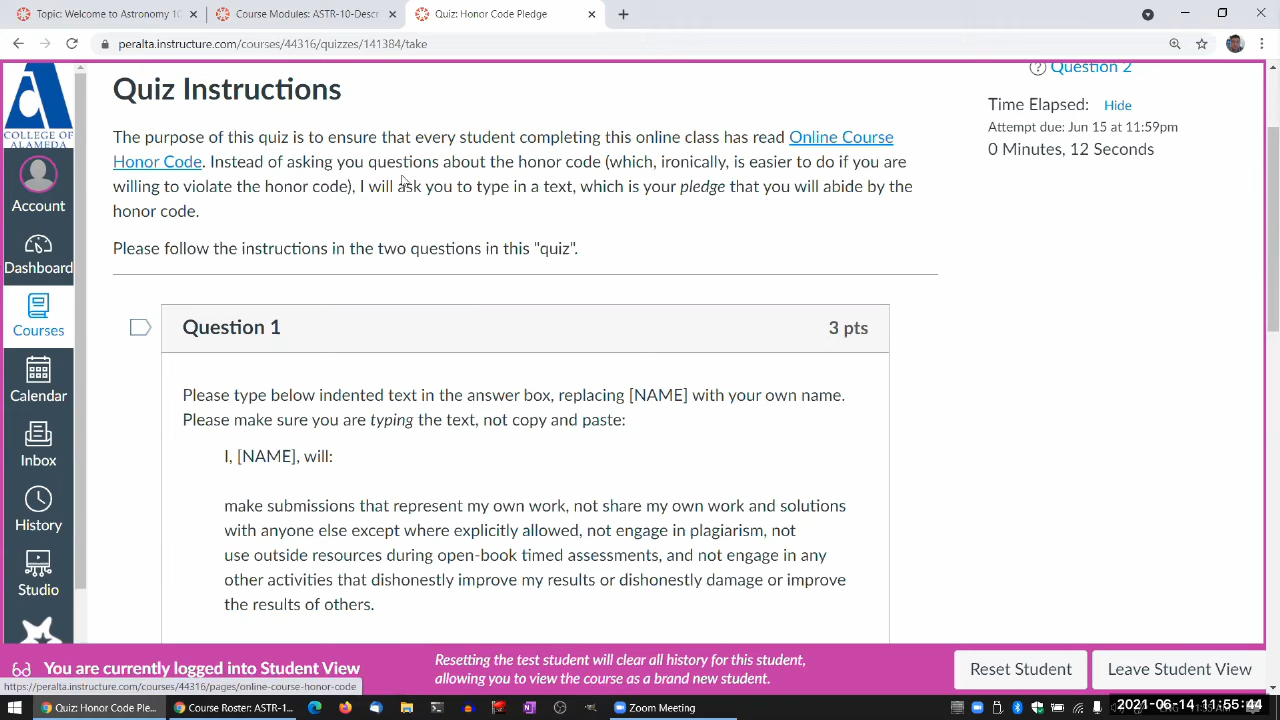 Topic: Welcome to Astronomy 10
Course Modules: ASTR-10-Descr
Quiz: Honor Code Pledge
peralta.instructure.com/courses/44316/quizzes/141384/take
COLLEGE OF
ALAMEDA
Account
Dashboard
Courses
Calendar
Inbox
History
Studio
Quiz Instructions
The purpose of this quiz is to ensure that every student completing this online class has read Online Course
Honor Code. Instead of asking you questions about the honor code (which, ironically, is easier to do if you are
willing to violate the honor code), I will ask you to type in a text, which is your pledge that you will abide by the
honor code.
Please follow the instructions in the two questions in this "quiz".
Question 2
Time Elapsed: Hide
Attempt due: Jun 15 at 11:59pm
0 Minutes, 12 Seconds
Question 1
3 pts
Please type below indented text in the answer box, replacing [NAME] with your own name.
Please make sure you are typing the text, not copy and paste:
I, [NAME], will:
make submissions that represent my own work, not share my own work and solutions
with anyone else except where explicitly allowed, not engage in plagiarism, not
use outside resources during open-book timed assessments, and not engage in any
other activities that dishonestly improve my results or dishonestly damage or improve
the results of others.
You are currently logged into Student View
Resetting the test student will clear all history for this student,
allowing you to view the course as a brand new student.
Reset Student
Leave Student View
https://peralta.instructure.com/courses/44316/pages/online-course-honor-code
Quiz: Honor Code Ple...
Course Roster: ASTR-1...
Zoom Meeting
2021-06-14 11:55:44